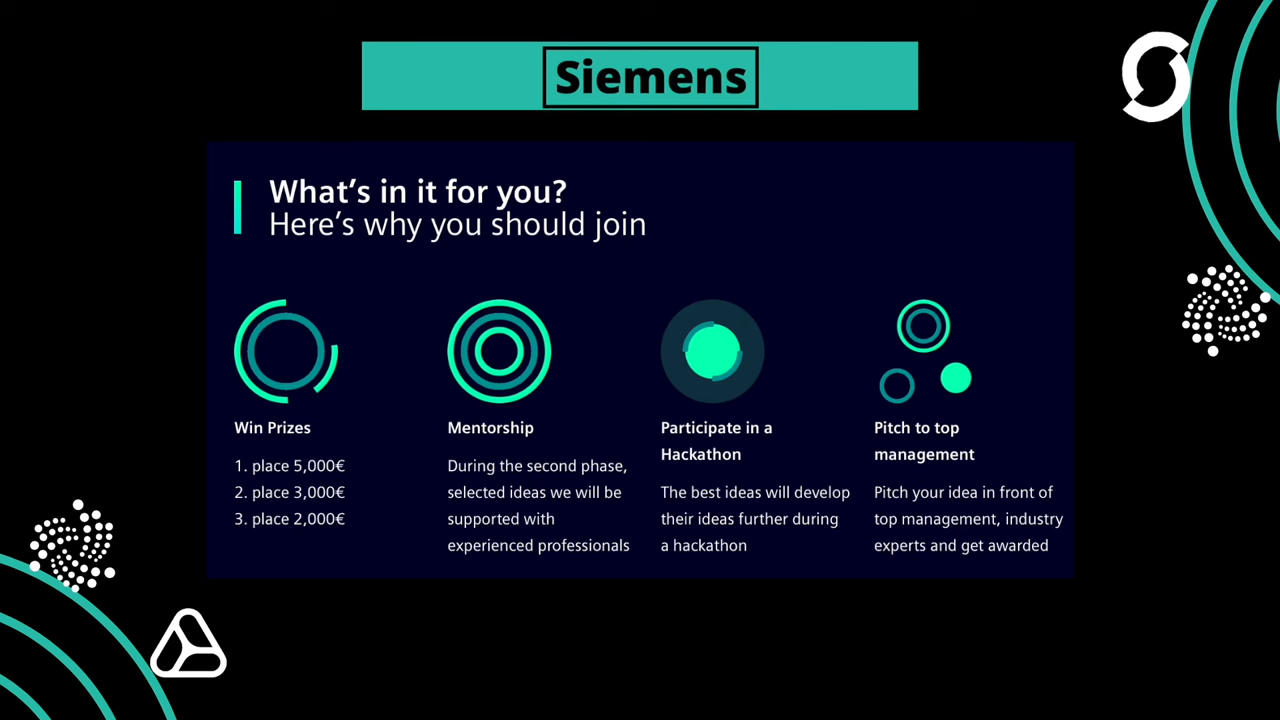 Siemens
What's in it for you?
Here's why you should join
Win Prizes
1. place 5,000€
2. place 3,000€
3. place 2,000€
Mentorship
During the second phase,
selected ideas we will be
supported with
experienced professionals
Participate in a
Hackathon
The best ideas will develop
their ideas further during
a hackathon
Pitch to top
management
Pitch your idea in front of
top management, industry
experts and get awarded